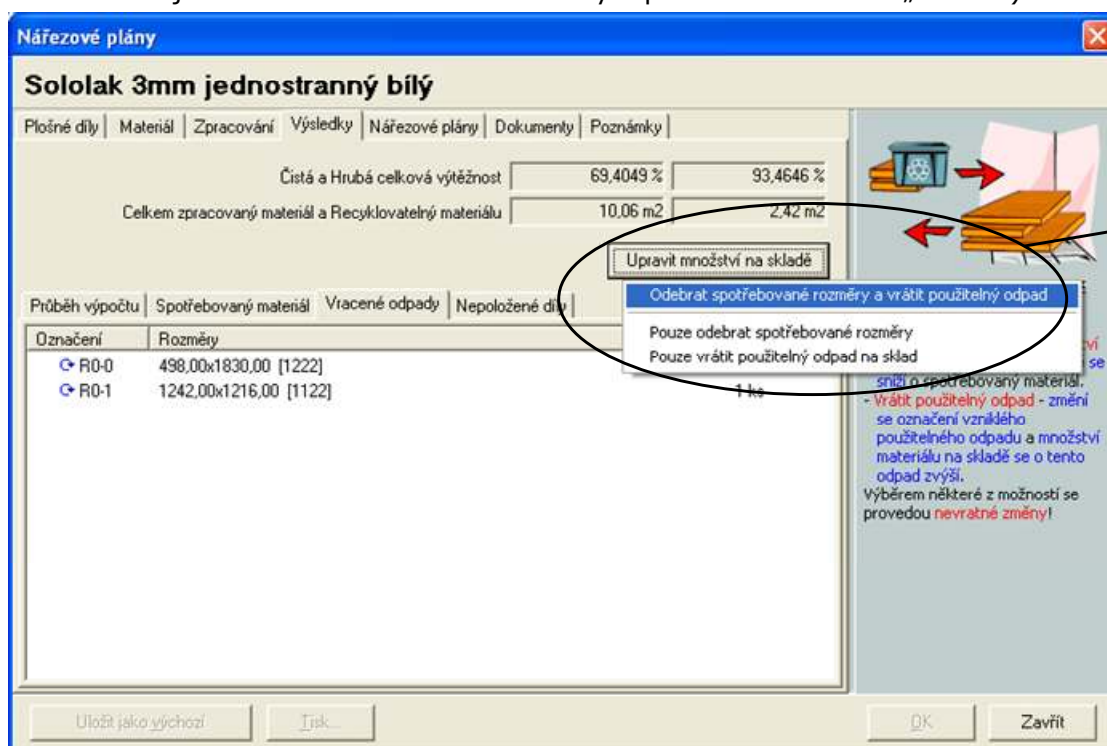 Nářezové plány
Sololak 3mm jednostranný bílý
Plošné díly Materiál Zpracování Výsledky Nářezové plány Dokumenty Poznámky
Čistá a Hrubá celková výtěžnost 69,4049 % 93,4646 %
Celkem zpracovaný materiál a Recyklovatelný materiálu 10,06 m2 2,42 m2
Upravit množství na skladě
Odebrat spotřebované rozměry a vrátit použitelný odpad
Pouze odebrat spotřebované rozměry
Pouze vrátit použitelný odpad na sklad
Průběh výpočtu Spotřebovaný materiál Vracené odpady Nepoložené díly
Označení Rozměry
R0-0 498,00x1830,00 [1222]
R0-1 1242,00x1216,00 [1122] 1 ks
se
sníží o spotřebovaný materiál.
- Vrátit použitelný odpad - změní
se označení vzniklého
použitelného odpadu a množství
materiálu na skladě se o tento
odpad zvýší.
Výběrem některé z možností se
provedou nevratné změny!
Uložit jako výchozí Tisk... OK Zavřít